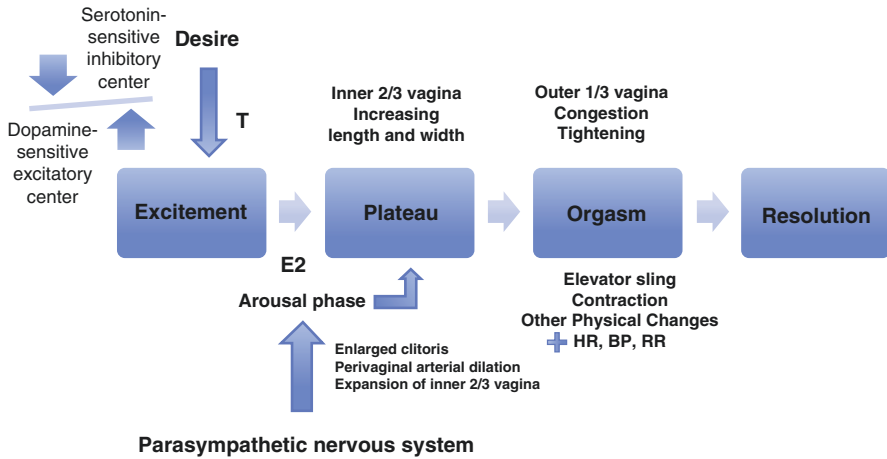 Serotonin-
sensitive
inhibitory
center
Desire
T
Dopamine-
sensitive
excitatory
center
Inner 2/3 vagina
Increasing
length and width
Outer 1/3 vagina
Congestion
Tightening
Excitement
Plateau
Orgasm
Resolution
E2
Arousal phase
Elevator sling
Contraction
Other Physical Changes
+ HR, BP, RR
Enlarged clitoris
Perivaginal arterial dilation
Expansion of inner 2/3 vagina
Parasympathetic nervous system